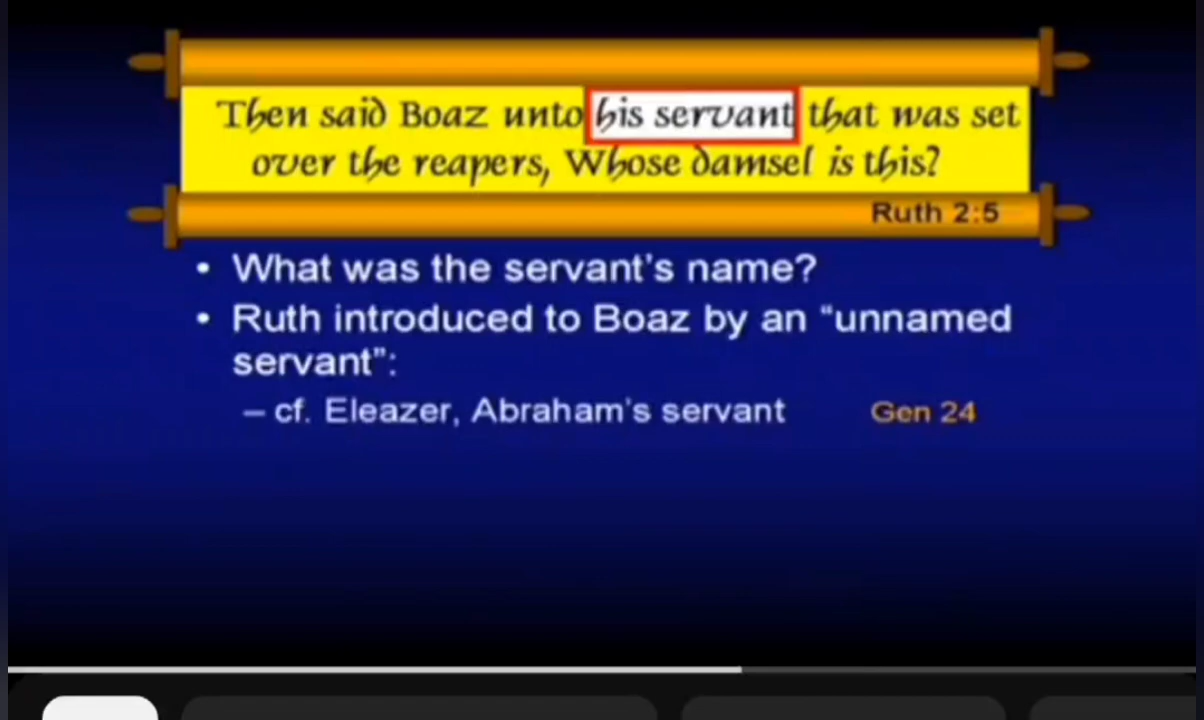 Then said Boaz unto his servant that was set
over the reapers, Whose damsel is this?
Ruth 2:5
• What was the servant's name?
• Ruth introduced to Boaz by an "unnamed
servant":
– cf. Eleazer, Abraham's servant Gen 24